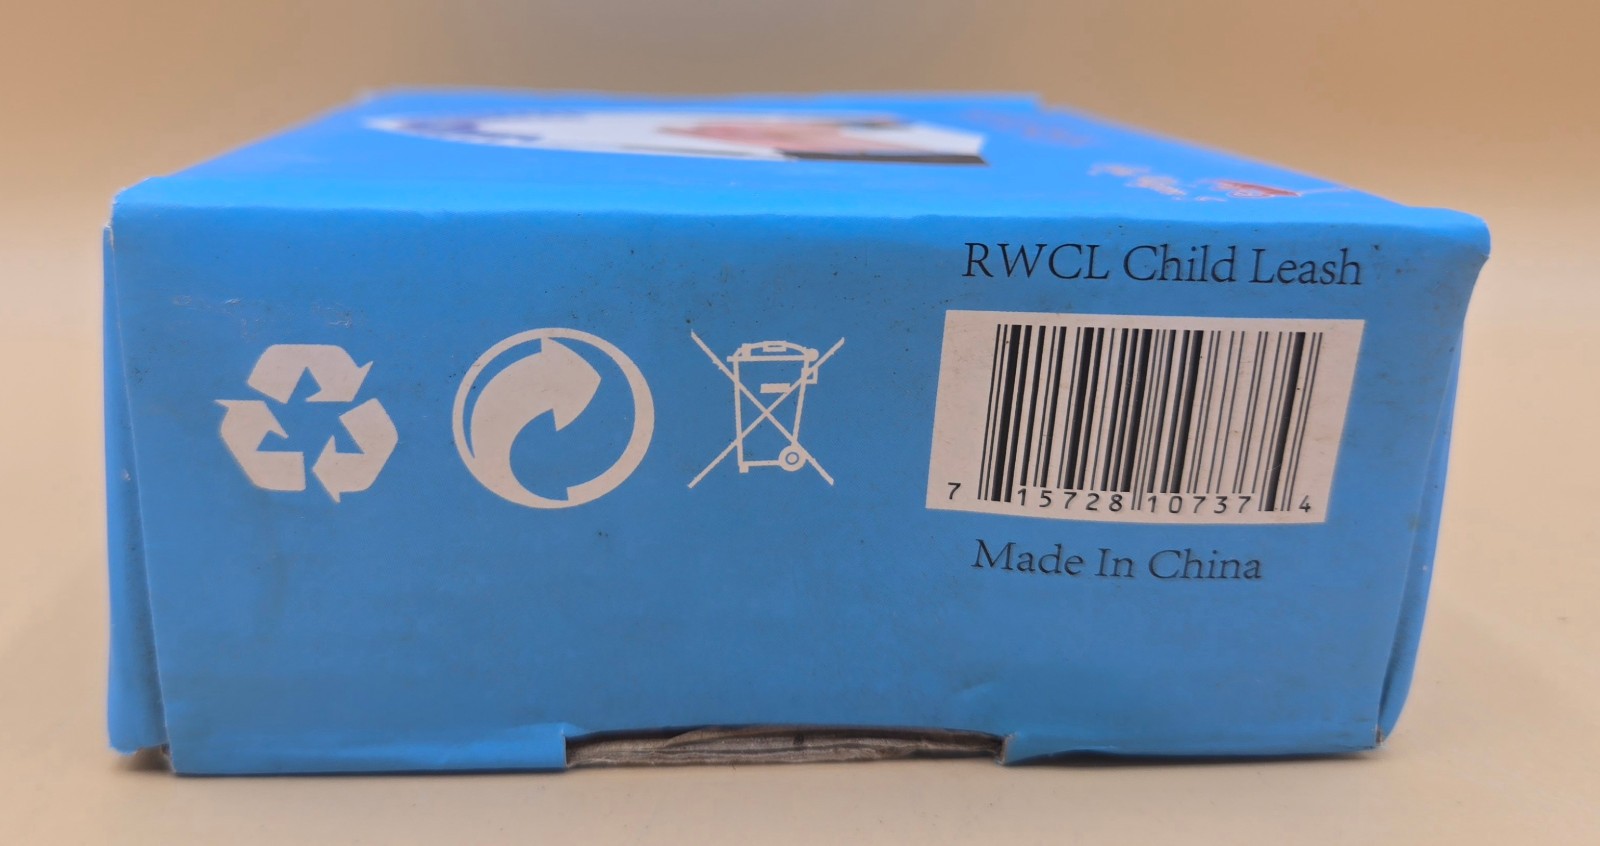 RWCL Child Leash
7 15728 10737 4
Made In China